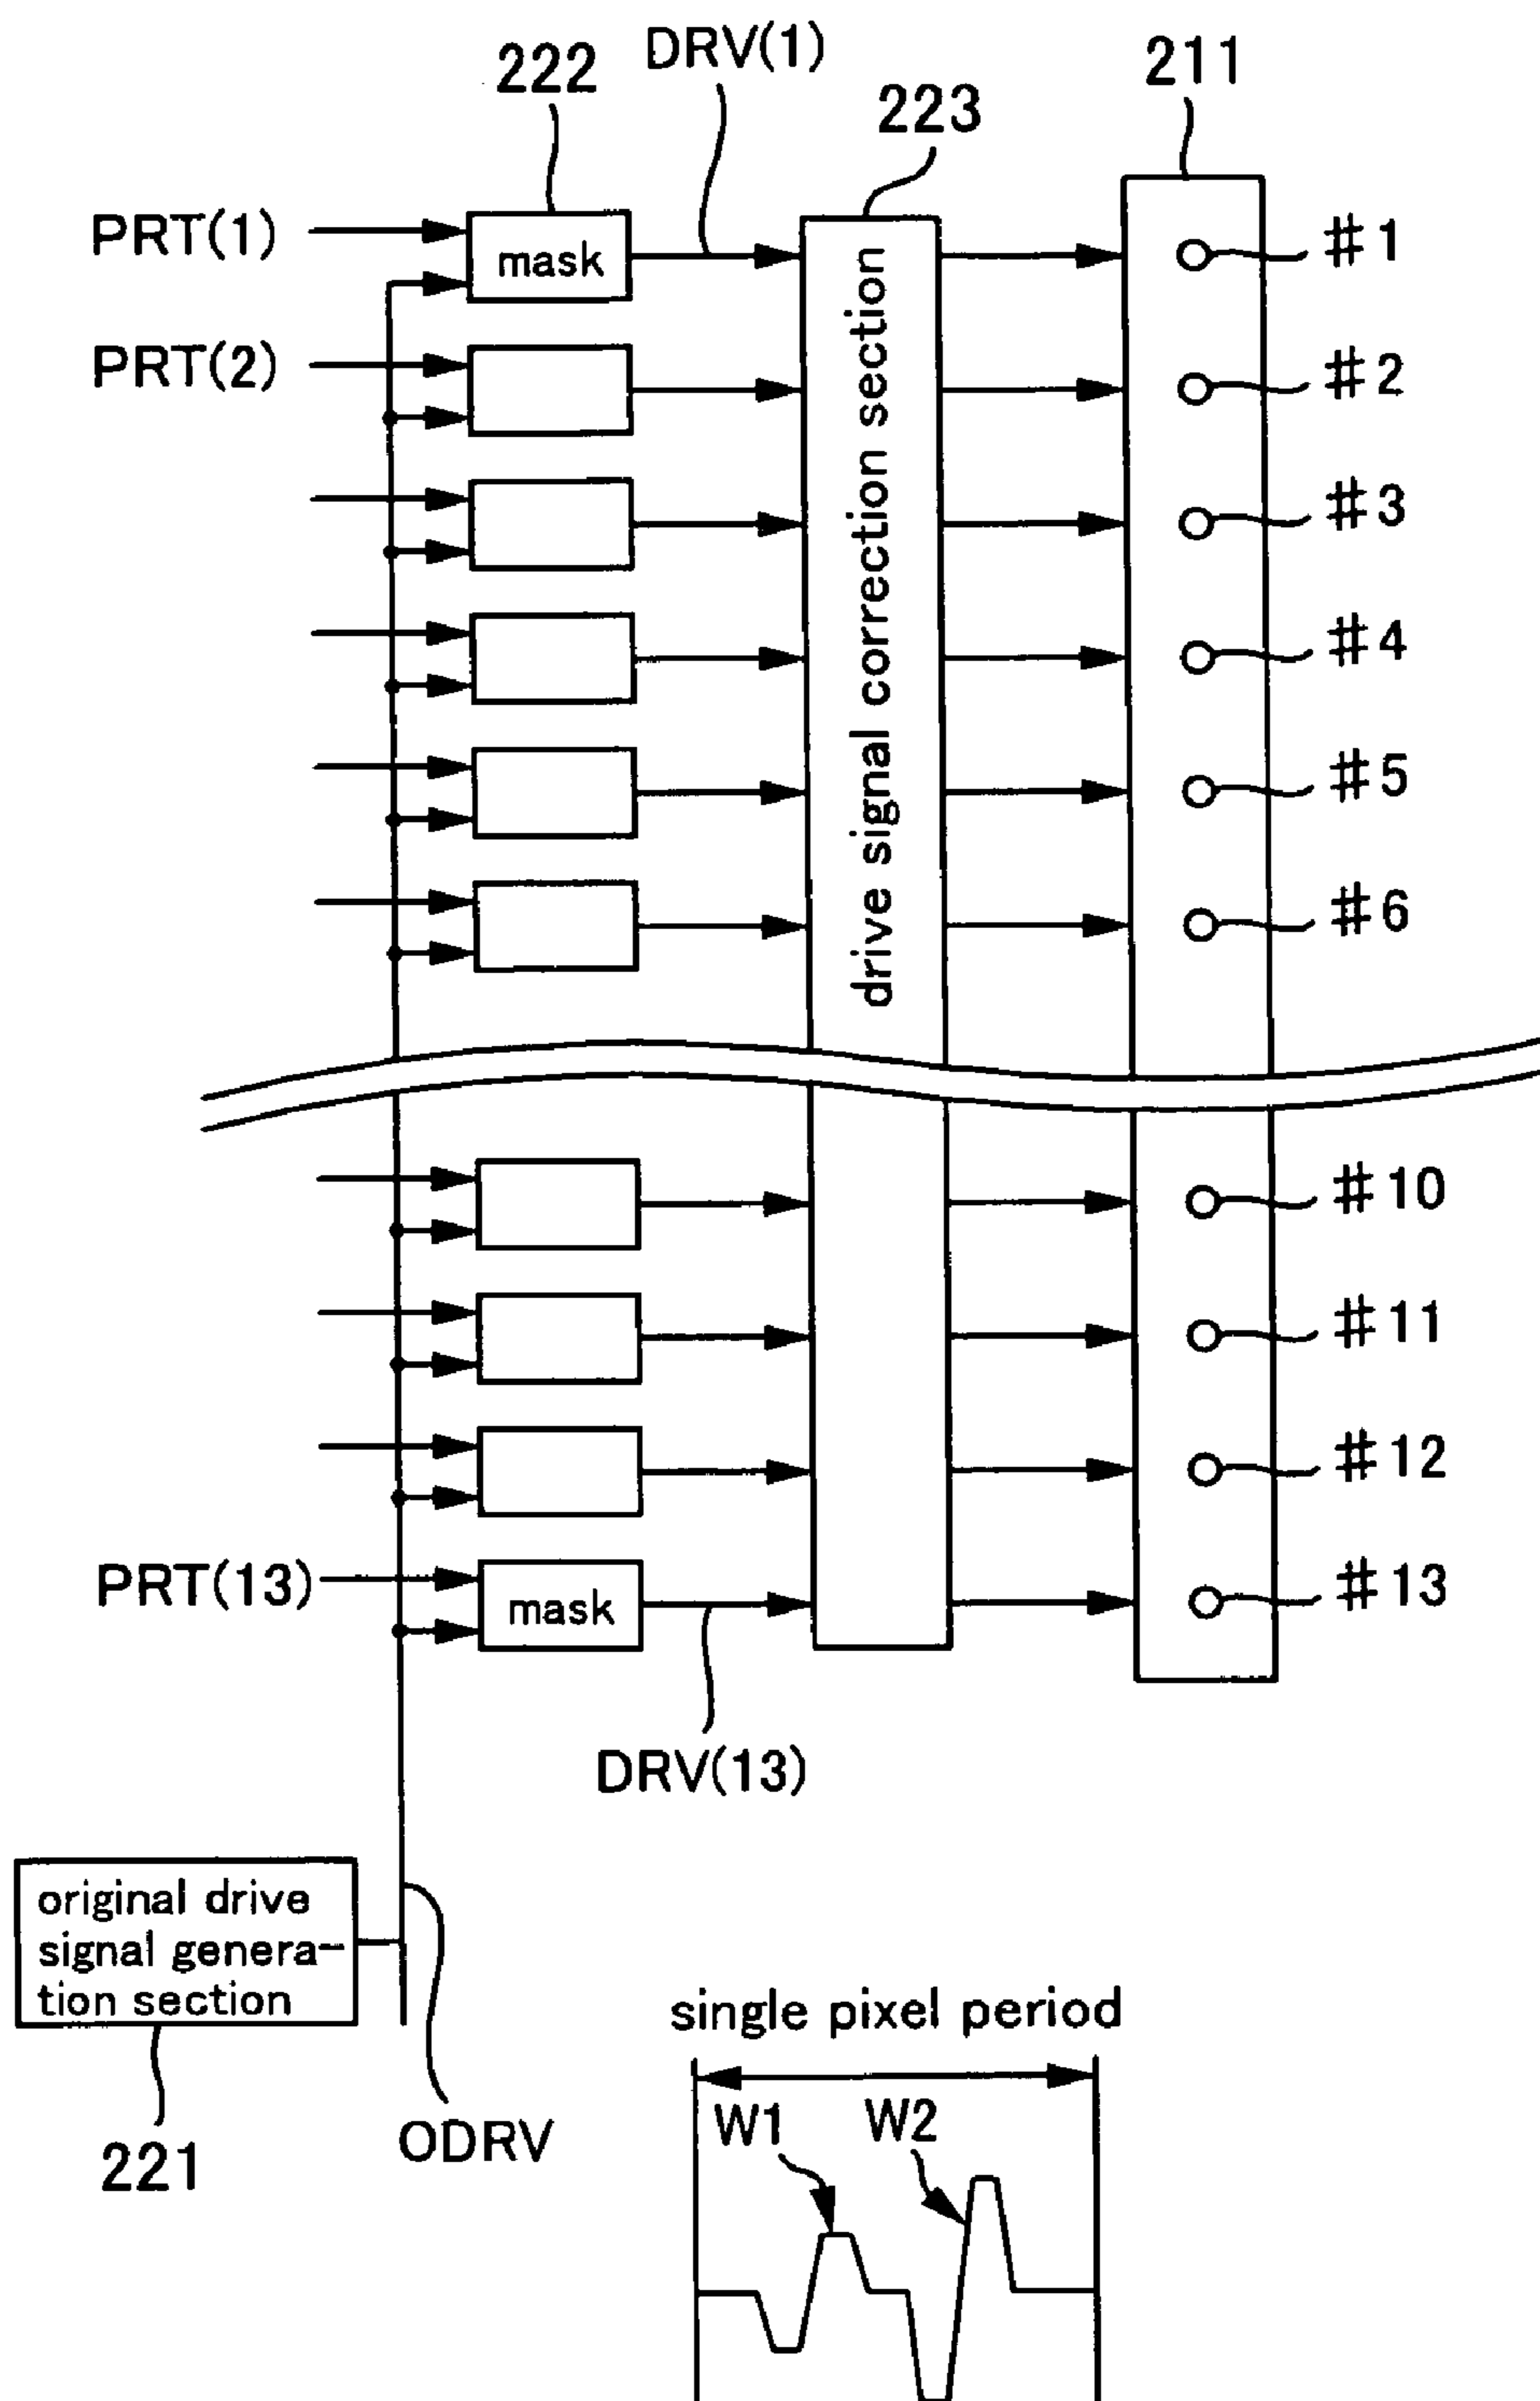 DRV(1)
222
211
223
PRT(1)
mask
#1
PRT(2)
#2
#3
drive signal correction section
#4
#5
#6
#10
#11
#12
PRT(13)
mask
#13
DRV(13)
original drive
signal genera-
tion section
single pixel period
ODRV
W1
W2
221